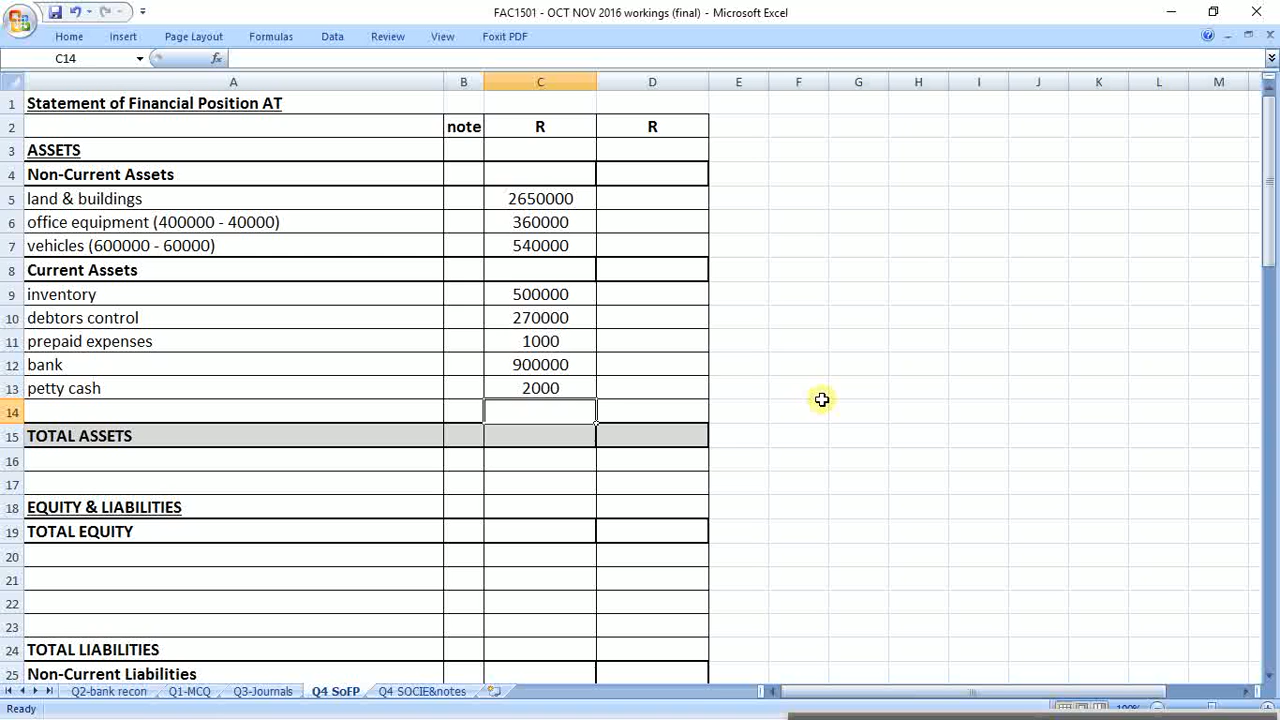 FAC1501 - OCT NOV 2016 workings (final) - Microsoft Excel
Home Insert Page Layout Formulas Data Review View Foxit PDF
C14 fx
A B C D E F G H I J K L M
1 Statement of Financial Position AT
2 note R R
3 ASSETS
4 Non-Current Assets
5 land & buildings 2650000
6 office equipment (400000 - 40000) 360000
7 vehicles (600000 - 60000) 540000
8 Current Assets
9 inventory 500000
10 debtors control 270000
11 prepaid expenses 1000
12 bank 900000
13 petty cash 2000
14
15 TOTAL ASSETS
16
17
18 EQUITY & LIABILITIES
19 TOTAL EQUITY
20
21
22
23
24 TOTAL LIABILITIES
25 Non-Current Liabilities
Q2-bank recon Q1-MCQ Q3-Journals Q4 SoFP Q4 SOCIE&notes
Ready 100%